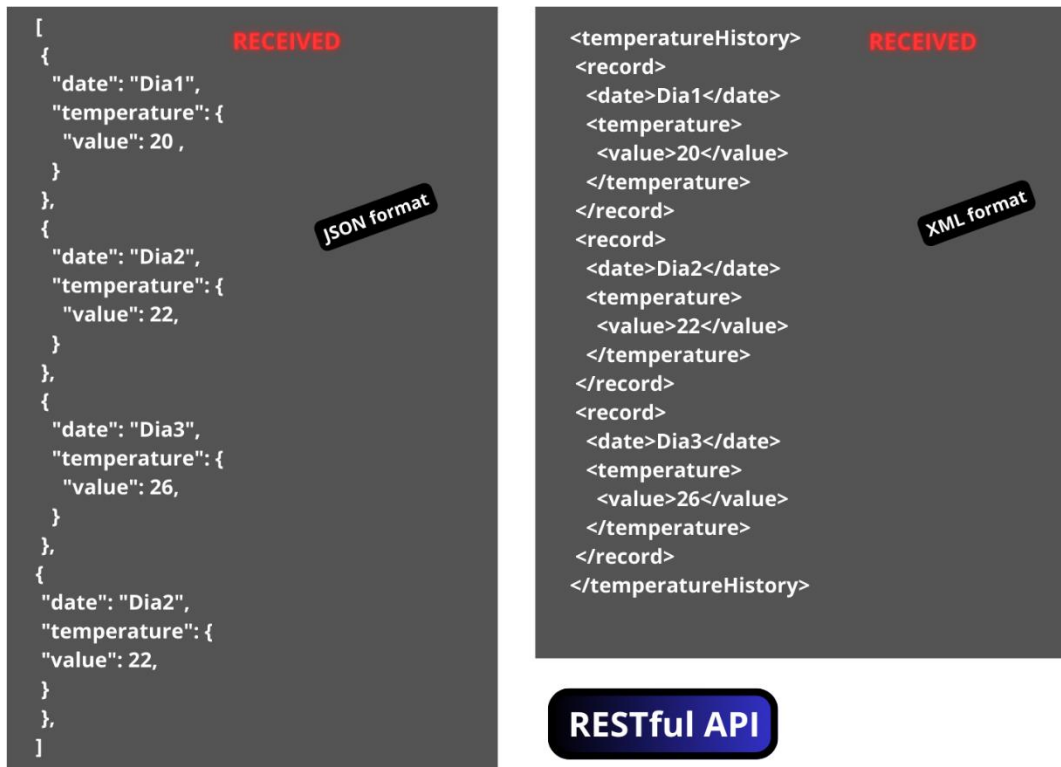 [
RECEIVED
{
"date": "Dia1",
"temperature": {
"value": 20 ,
}
},
{
"date": "Dia2",
"temperature": {
"value": 22,
}
},
{
"date": "Dia3",
"temperature": {
"value": 26,
}
},
{
"date": "Dia2",
"temperature": {
"value": 22,
}
},
]
JSON format
<temperatureHistory>
RECEIVED
<record>
<date>Dia1</date>
<temperature>
<value>20</value>
</temperature>
</record>
<record>
<date>Dia2</date>
<temperature>
<value>22</value>
</temperature>
</record>
<record>
<date>Dia3</date>
<temperature>
<value>26</value>
</temperature>
</record>
</temperatureHistory>
XML format
RESTful API